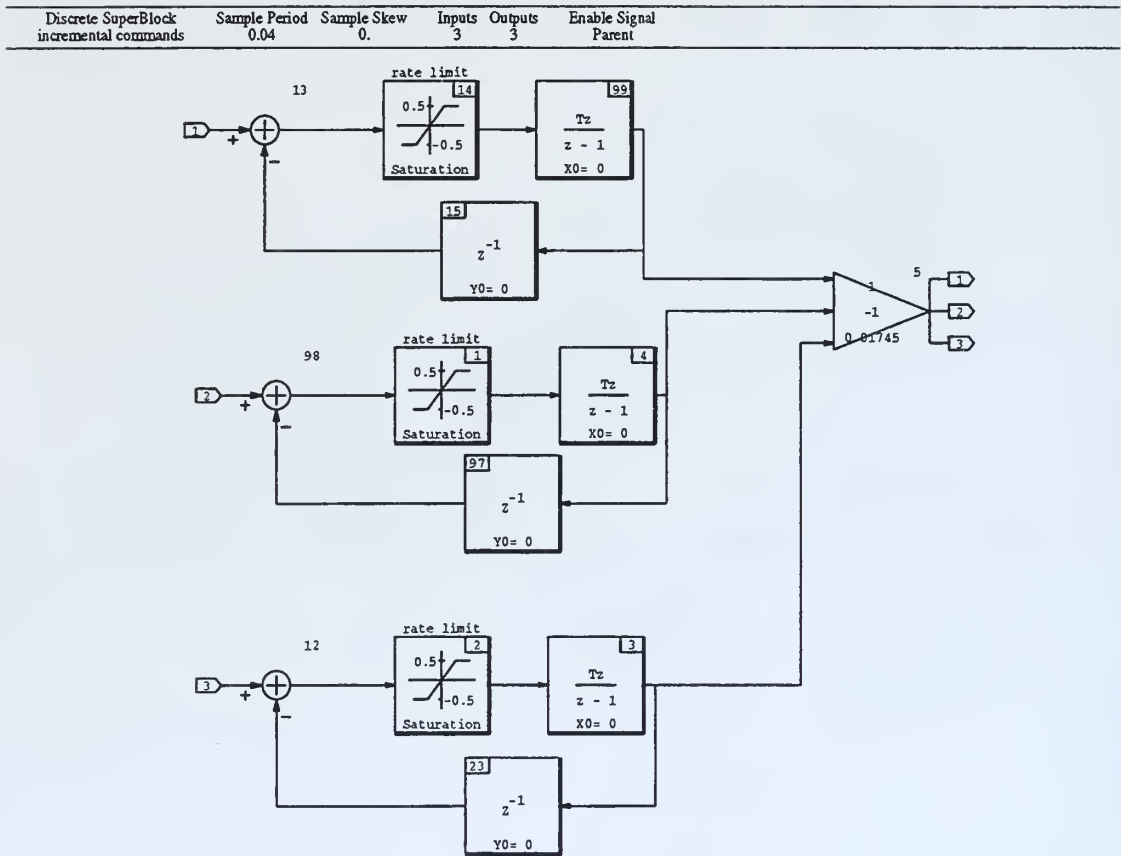 Discrete SuperBlock Sample Period Sample Skew Inputs Outputs Enable Signal
incremental commands 0.04 0. 3 3 Parent
rate limit
13 14 99
0.5
1 + Tz
- -0.5 z - 1
Saturation X0= 0
15
z-1
Y0= 0
5
1 1
-1 2
0.01745 3
rate limit
98 1 4
0.5
2 + Tz
- -0.5 z - 1
Saturation X0= 0
97
z-1
Y0= 0
rate limit
12 2 3
0.5
3 + Tz
- -0.5 z - 1
Saturation X0= 0
23
z-1
Y0= 0